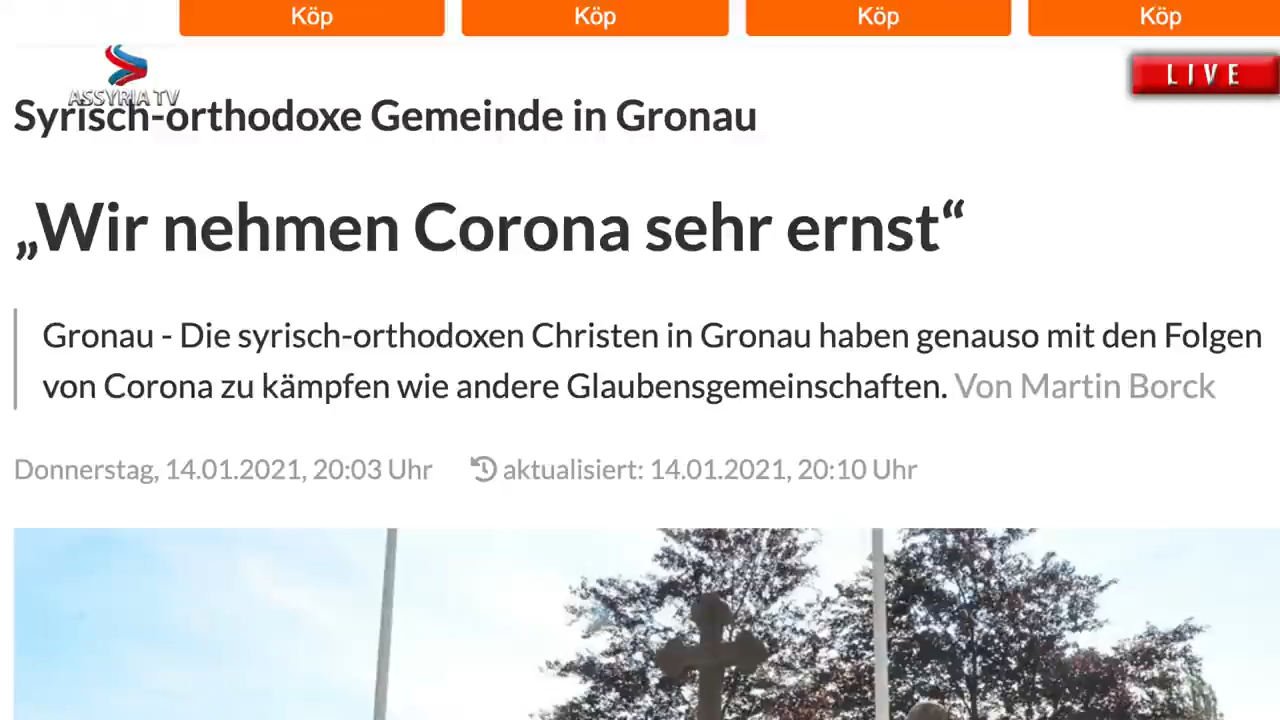 Köp Köp Köp Köp
ASSYRIA TV
LIVE
Syrisch-orthodoxe Gemeinde in Gronau
„Wir nehmen Corona sehr ernst“
Gronau - Die syrisch-orthodoxen Christen in Gronau haben genauso mit den Folgen
von Corona zu kämpfen wie andere Glaubensgemeinschaften. Von Martin Borck
Donnerstag, 14.01.2021, 20:03 Uhr aktualisiert: 14.01.2021, 20:10 Uhr